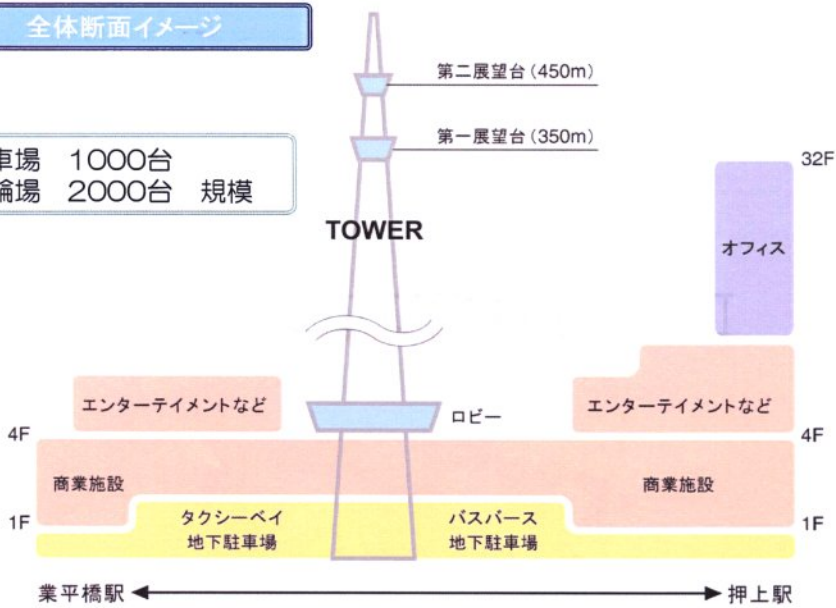 全体断面イメージ
車場 1000台
輪場 2000台 規模
第二展望台(450m)
第一展望台(350m)
TOWER
32F
オフィス
エンターテイメントなど
ロビー
エンターテイメントなど
4F
4F
商業施設
商業施設
タクシーベイ
地下駐車場
バスバース
地下駐車場
1F
1F
業平橋駅
押上駅